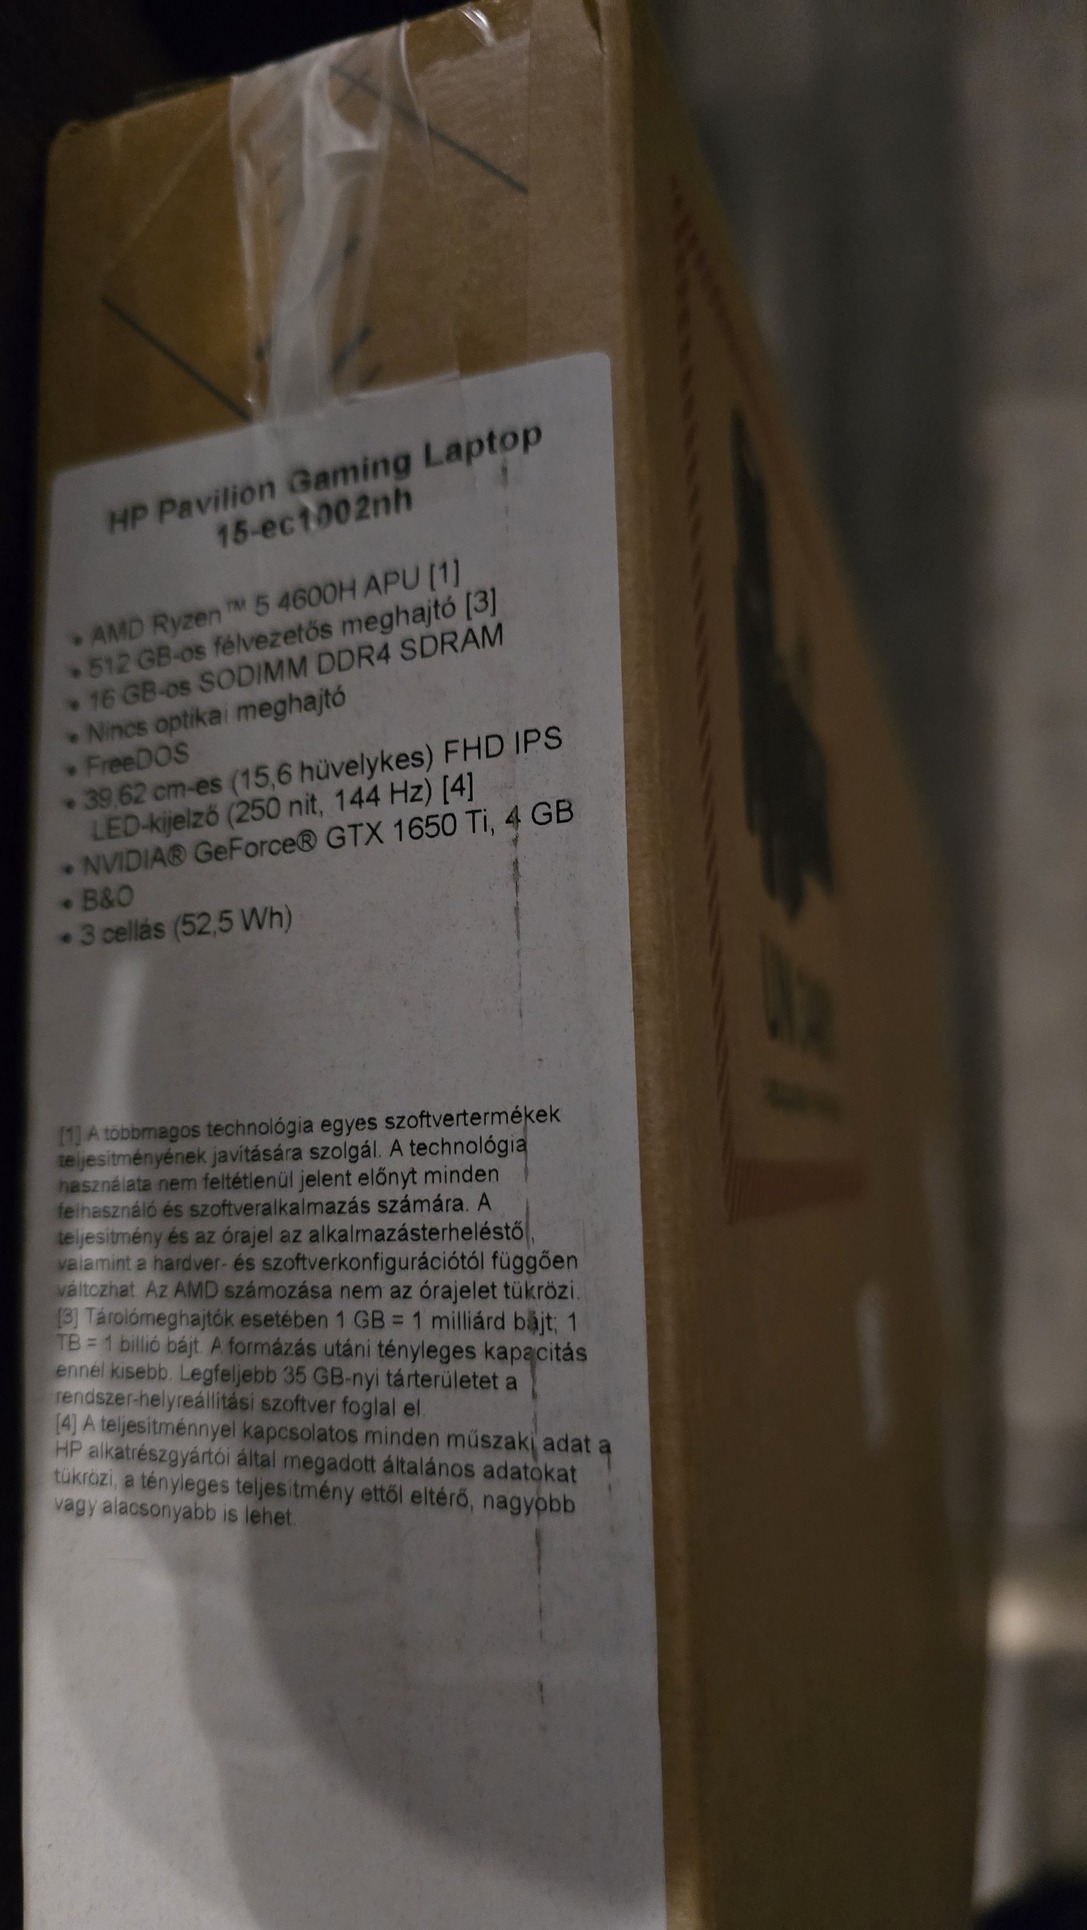 HP Pavilion Gaming Laptop
15-ec1002nh
• AMD Ryzen™ 5 4600H APU [1]
• 512 GB-os félvezetős meghajtó [3]
• 16 GB-os SODIMM DDR4 SDRAM
• Nincs optikai meghajtó
• FreeDOS
• 39,62 cm-es (15,6 hüvelykes) FHD IPS
LED-kijelző (250 nit, 144 Hz) [4]
• NVIDIA® GeForce® GTX 1650 Ti, 4 GB
• B&O
• 3 cellás (52,5 Wh)
[1] A többmagos technológia egyes szoftvertermékek
teljesítményének javítására szolgál. A technológia
használata nem feltétlenül jelent előnyt minden
felhasználó és szoftveralkalmazás számára. A
teljesítmény és az órajel az alkalmazásterheléstől,
valamint a hardver- és szoftverkonfigurációtól függően
változhat. Az AMD számozása nem az órajelet tükrözi.
[3] Tárolómeghajtók esetében 1 GB = 1 milliárd bájt; 1
TB = 1 billió bájt. A formázás utáni tényleges kapacitás
ennél kisebb. Legfeljebb 35 GB-nyi tárterületet a
rendszer-helyreállítási szoftver foglal el.
[4] A teljesítménnyel kapcsolatos minden műszaki adat a
HP alkatrészgyártói által megadott általános adatokat
tükrözi, a tényleges teljesítmény ettől eltérő, nagyobb
vagy alacsonyabb is lehet.